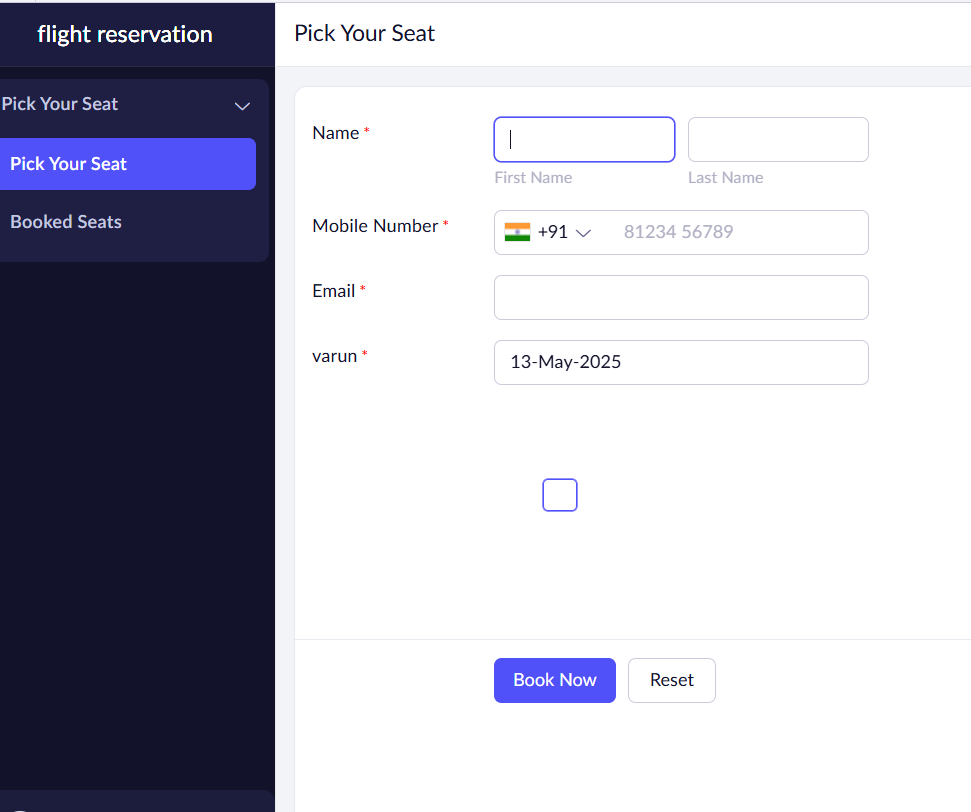 flight reservation
Pick Your Seat
Pick Your Seat
Pick Your Seat
Booked Seats
Name *
First Name
Last Name
Mobile Number *
+91
81234 56789
Email *
varun *
13-May-2025
Book Now
Reset